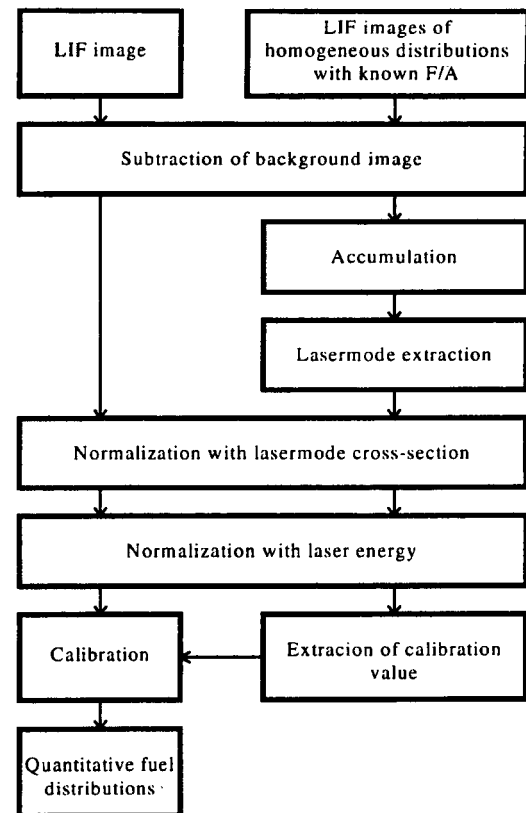 LIF image
LIF images of
homogeneous distributions
with known F/A
Subtraction of background image
Accumulation
Lasermode extraction
Normalization with lasermode cross-section
Normalization with laser energy
Calibration
Extracion of calibration
value
Quantitative fuel
distributions